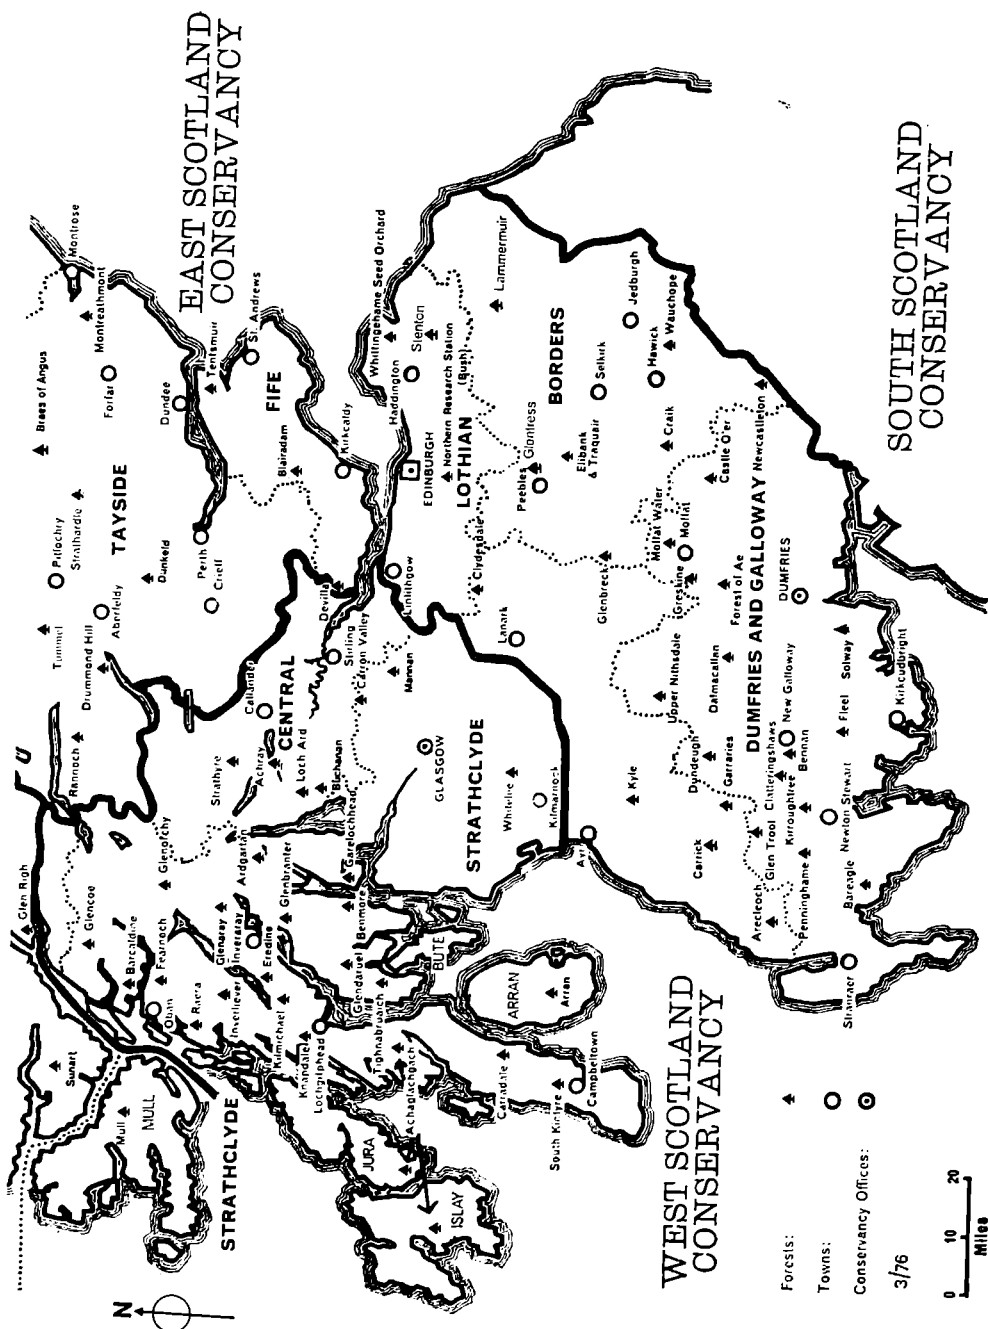 EAST SCOTLAND
CONSERVANCY
Montrose
Montreathmont
Braes of Angus
Forfar
Dundee
Tentsmuir
St. Andrews
FIFE
Kirkcaldy
Blairadam
TAYSIDE
Pitlochry
Strathardle
Dunkeld
Perth
Crieff
Aberfeldy
Tummel
Drummond Hill
Rannoch
Whittingehame Seed Orchard
Haddington
Stenton
Northern Research Station
(Bush)
EDINBURGH
LOTHIAN
Linlithgow
Lammermuir
BORDERS
Jedburgh
Hawick
Wauchope
Selkirk
Glentress
Peebles
Elibank
& Traquair
Craik
Newcastleton
Castle O'er
Moffat Water
Moffat
Greskine
Glenbreck
Clydesdale
Lanark
SOUTH SCOTLAND
CONSERVANCY
DUMFRIES AND GALLOWAY
DUMFRIES
Forest of Ae
Dalmacallan
Upper Nithsdale
New Galloway
Solway
Kirkcudbright
Fleet
Bennan
Clatteringshaws
Dundeugh
Garraries
Kirroughtree
Newton Stewart
Glen Trool
Penninghame
Bareagle
Arecleoch
Carrick
Kyle
Ayr
Stranraer
CENTRAL
Devilla
Stirling
Callander
Carron Valley
Mannan
Strathyre
Achray
Loch Ard
Buchanan
Garelochhead
GLASGOW
STRATHCLYDE
Whitelee
Kilmarnock
Glen Righ
Glencoe
Glenorchy
Ardgartan
Glenbranter
Benmore
Barcaldine
Fearnoch
Glenaray
Inveraray
Eredine
Glendaruel
Oban
Raera
Inverliever
Kilmichael
Knapdale
Lochgilphead
Tighnabruaich
Achaglachgach
Sunart
Mull
MULL
STRATHCLYDE
JURA
ISLAY
BUTE
ARRAN
Arran
Carradale
South Kintyre
Campbeltown
WEST SCOTLAND
CONSERVANCY
N
Forests:
Towns:
Conservancy Offices:
3/76
0 10 20
Miles